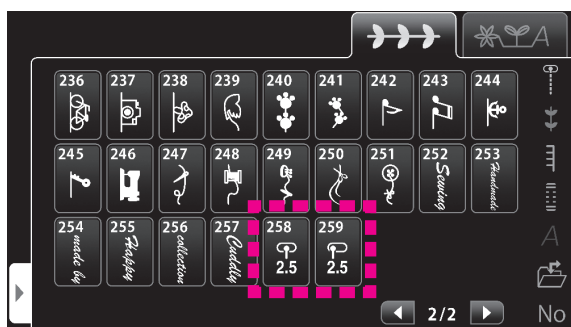 A
236 237 238 239 240 241 242 243 244
245 246 247 248 249 250 251 252 253
Sewing Handmade
254 255 256 257 258 259
made by Happy collection Cuddly 2.5 2.5
A
2/2 No